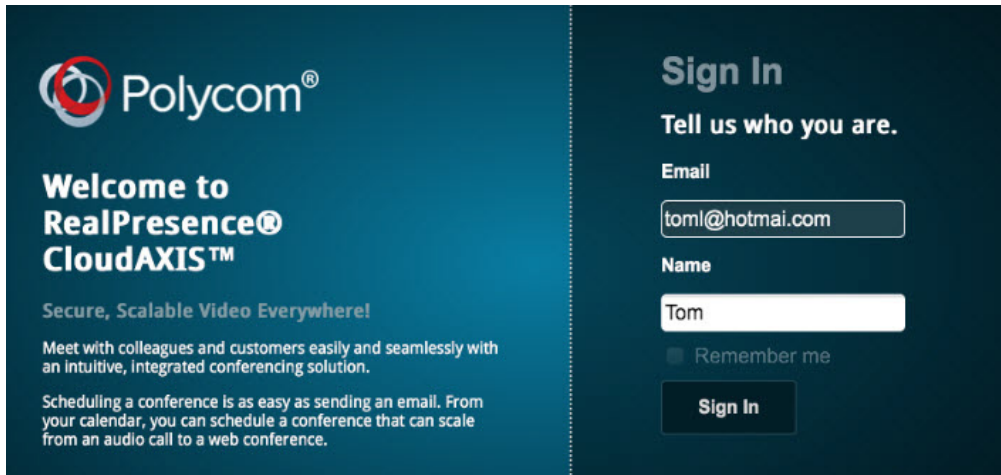 Polycom®
Welcome to
RealPresence®
CloudAXIS™
Secure, Scalable Video Everywhere!
Meet with colleagues and customers easily and seamlessly with
an intuitive, integrated conferencing solution.
Scheduling a conference is as easy as sending an email. From
your calendar, you can schedule a conference that can scale
from an audio call to a web conference.
Sign In
Tell us who you are.
Email
toml@hotmai.com
Name
Tom
Remember me
Sign In